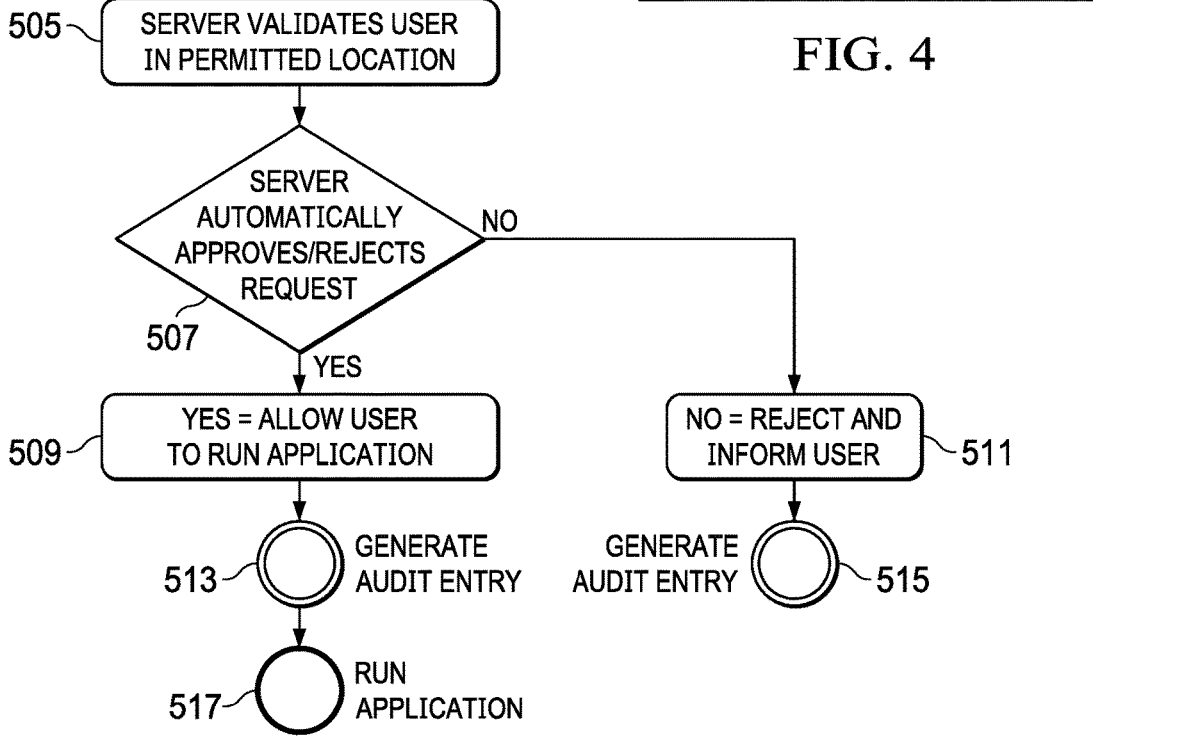 505
SERVER VALIDATES USER
IN PERMITTED LOCATION
FIG. 4
SERVER
AUTOMATICALLY
APPROVES/REJECTS
REQUEST
NO
507
YES
509
YES = ALLOW USER
TO RUN APPLICATION
NO = REJECT AND
INFORM USER
511
513
GENERATE
AUDIT ENTRY
GENERATE
AUDIT ENTRY
515
517
RUN
APPLICATION